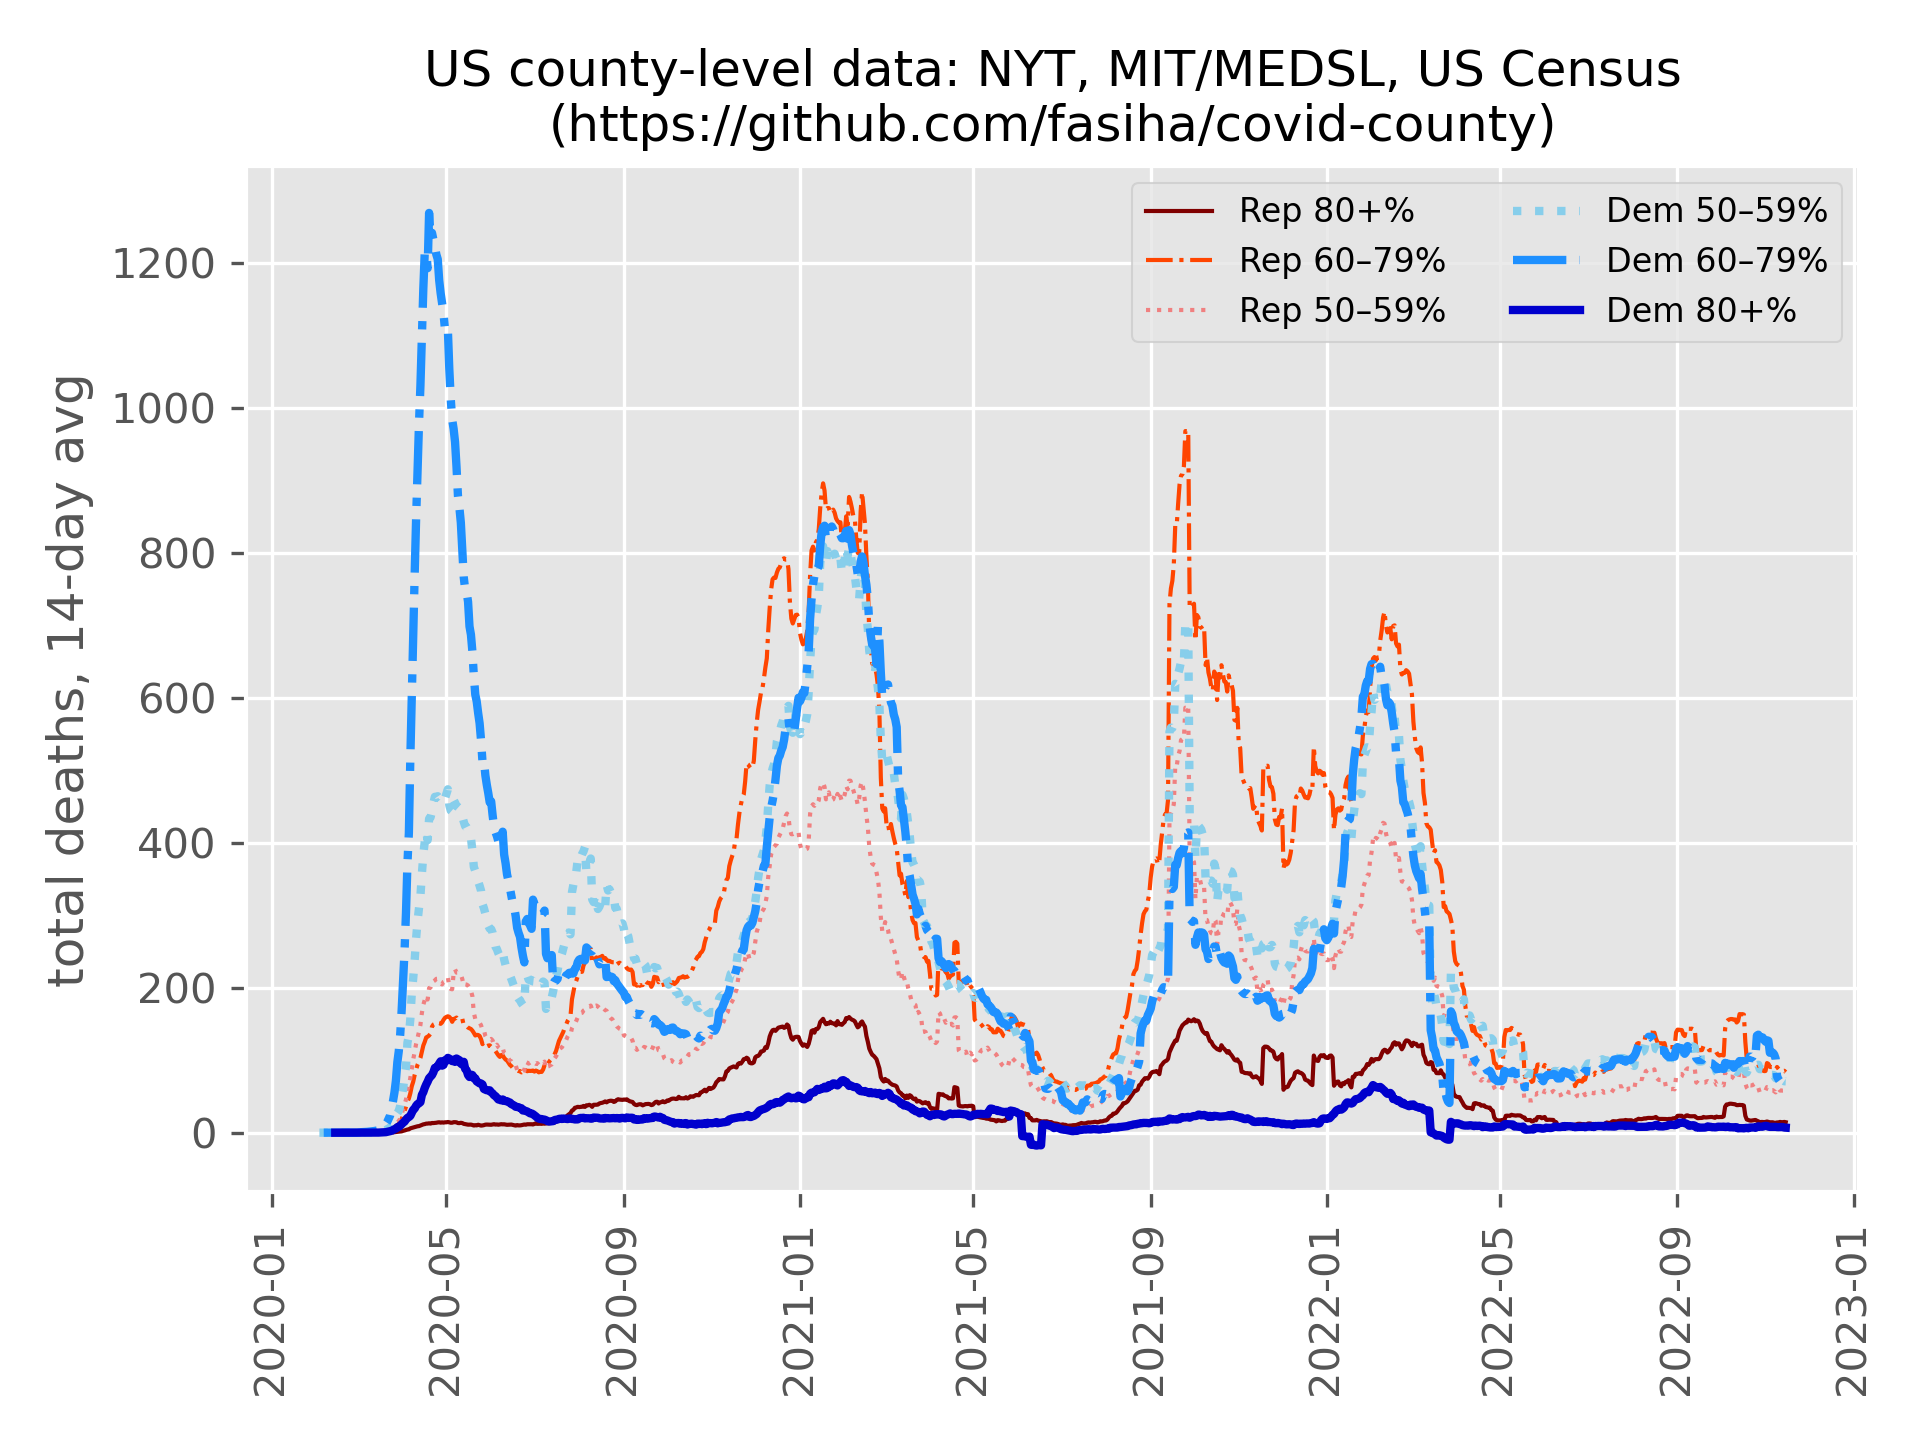 US county-level data: NYT, MIT/MEDSL, US Census
(https://github.com/fasiha/covid-county)
Rep 80+%
Rep 60–79%
Rep 50–59%
Dem 50–59%
Dem 60–79%
Dem 80+%
total deaths, 14-day avg
1200
1000
800
600
400
200
0
2020-01
2020-05
2020-09
2021-01
2021-05
2021-09
2022-01
2022-05
2022-09
2023-01